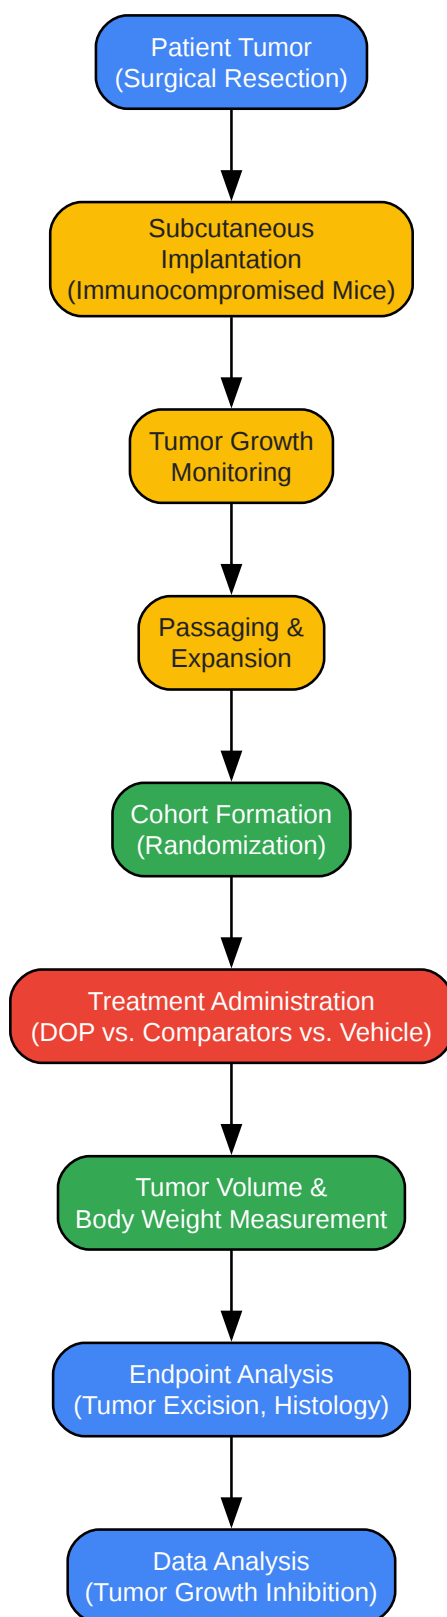 Patient Tumor
(Surgical Resection)
Subcutaneous
Implantation
(Immunocompromised Mice)
Tumor Growth
Monitoring
Passaging &
Expansion
Cohort Formation
(Randomization)
Treatment Administration
(DOP vs. Comparators vs. Vehicle)
Tumor Volume &
Body Weight Measurement
Endpoint Analysis
(Tumor Excision, Histology)
Data Analysis
(Tumor Growth Inhibition)